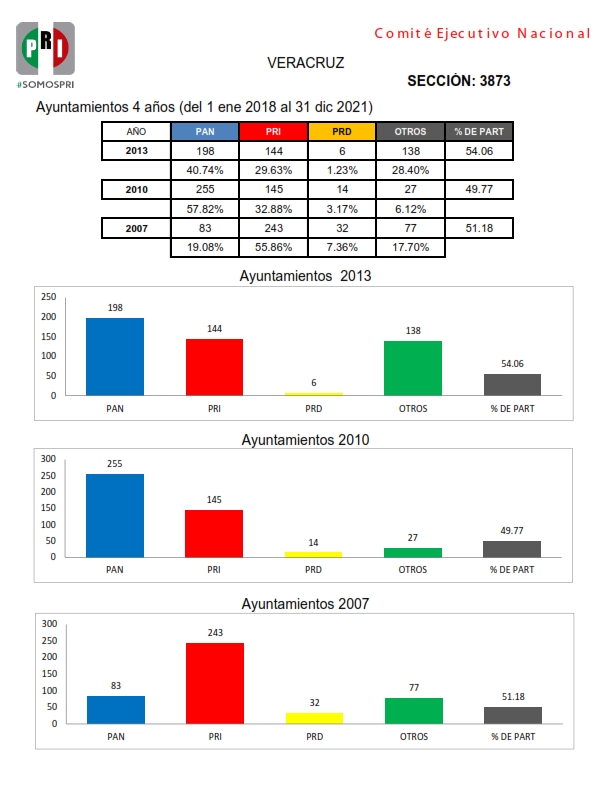 Comité Ejecutivo Nacional
PRI
#SOMOSPRI
VERACRUZ
SECCIÓN: 3873
Ayuntamientos 4 años (del 1 ene 2018 al 31 dic 2021)
AÑO PAN PRI PRD OTROS % DE PART
2013 198 144 6 138 54.06
40.74% 29.63% 1.23% 28.40%
2010 255 145 14 27 49.77
57.82% 32.88% 3.17% 6.12%
2007 83 243 32 77 51.18
19.08% 55.86% 7.36% 17.70%
Ayuntamientos 2013
250
200
150
100
50
0
198 144 6 138 54.06
PAN PRI PRD OTROS % DE PART
Ayuntamientos 2010
300
250
200
150
100
50
0
255 145 14 27 49.77
PAN PRI PRD OTROS % DE PART
Ayuntamientos 2007
300
250
200
150
100
50
0
83 243 32 77 51.18
PAN PRI PRD OTROS % DE PART